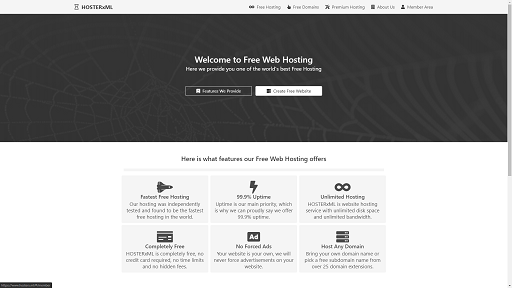 HOSTERxML
Free Hosting
Free Domains
Premium Hosting
About Us
Member Area
Welcome to Free Web Hosting
Here we provide you one of the world's best Free Hosting
Features We Provide
Create Free Website
Here is what features our Free Web Hosting offers
Fastest Free Hosting
Our hosting was independently
tested and found to be the fastest
free hosting in the world.
99.9% Uptime
Uptime is our main priority, which
is why we can proudly say we offer
99.9% uptime.
Unlimited Hosting
HOSTERxML is website hosting
service with unlimited disk space
and unlimited bandwidth.
Completely Free
HOSTERxML is completely free, no
credit card required, no time limits
and no hidden fees.
Ad
No Forced Ads
Your website is your own, we will
never force advertisements on your
website.
Host Any Domain
Bring your own domain name or
pick a free subdomain name from
over 25 domain extensions.